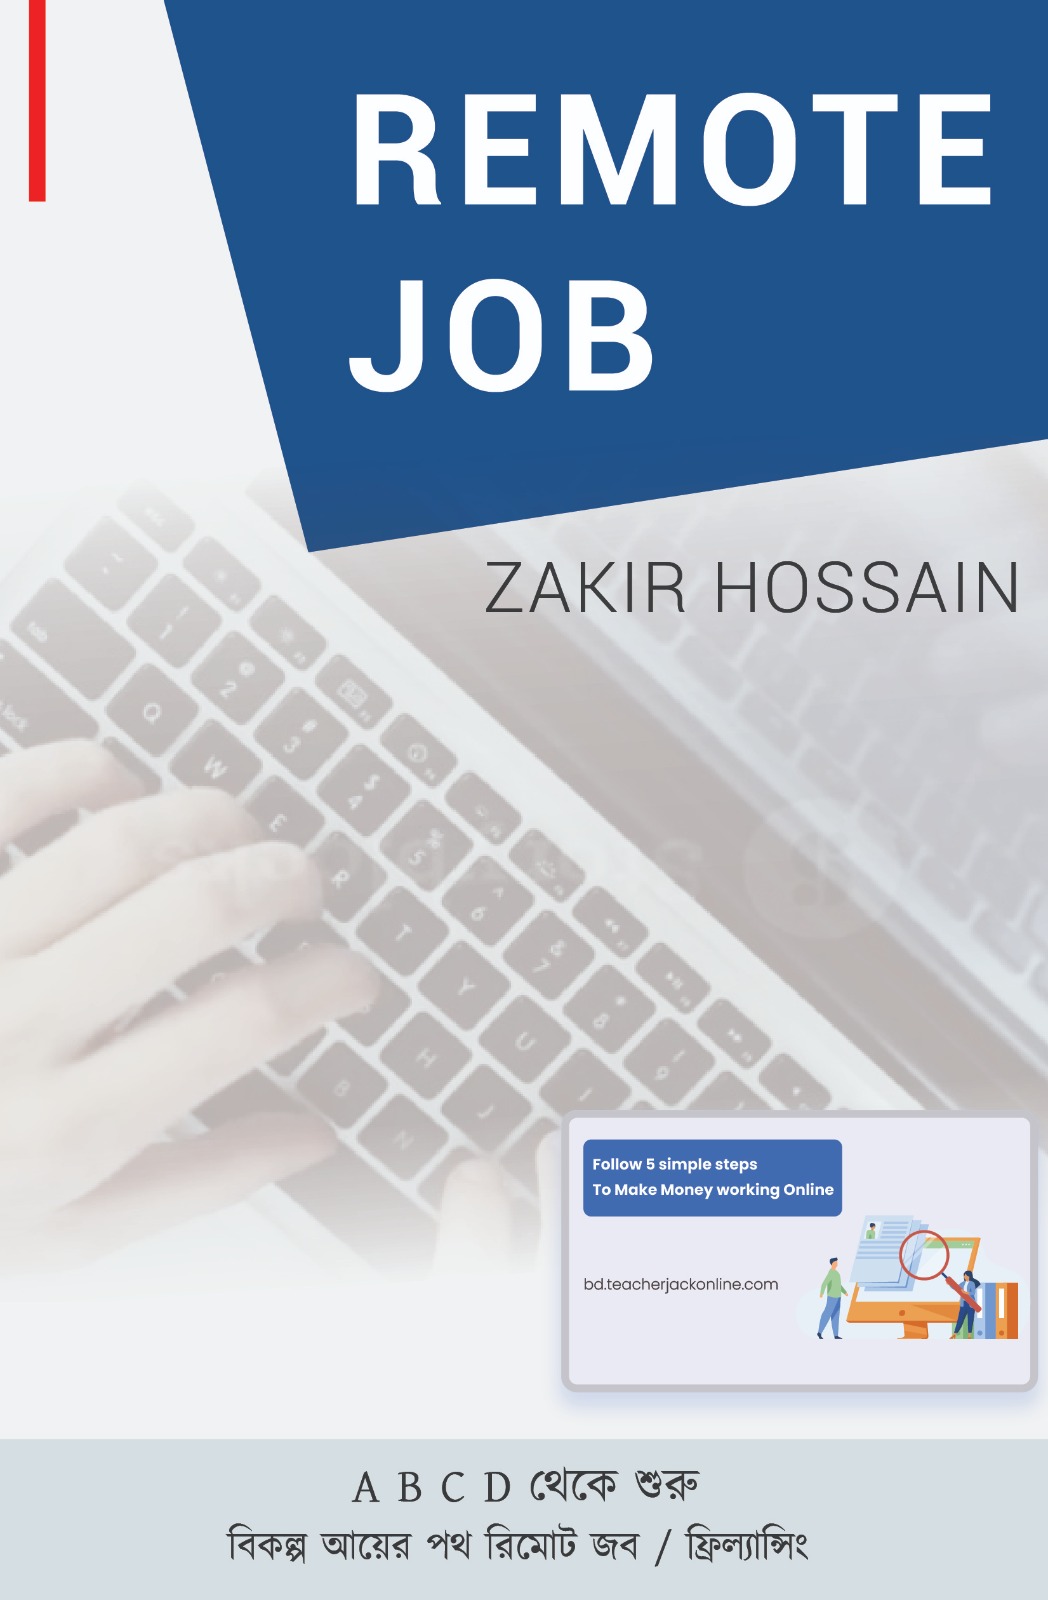 REMOTE
JOB
ZAKIR HOSSAIN
Follow 5 simple steps
To Make Money working Online
bd.teacherjackonline.com
A B C D থেকে শুরু
বিকল্প আয়ের পথ রিমোট জব / ফ্রিল্যান্সিং